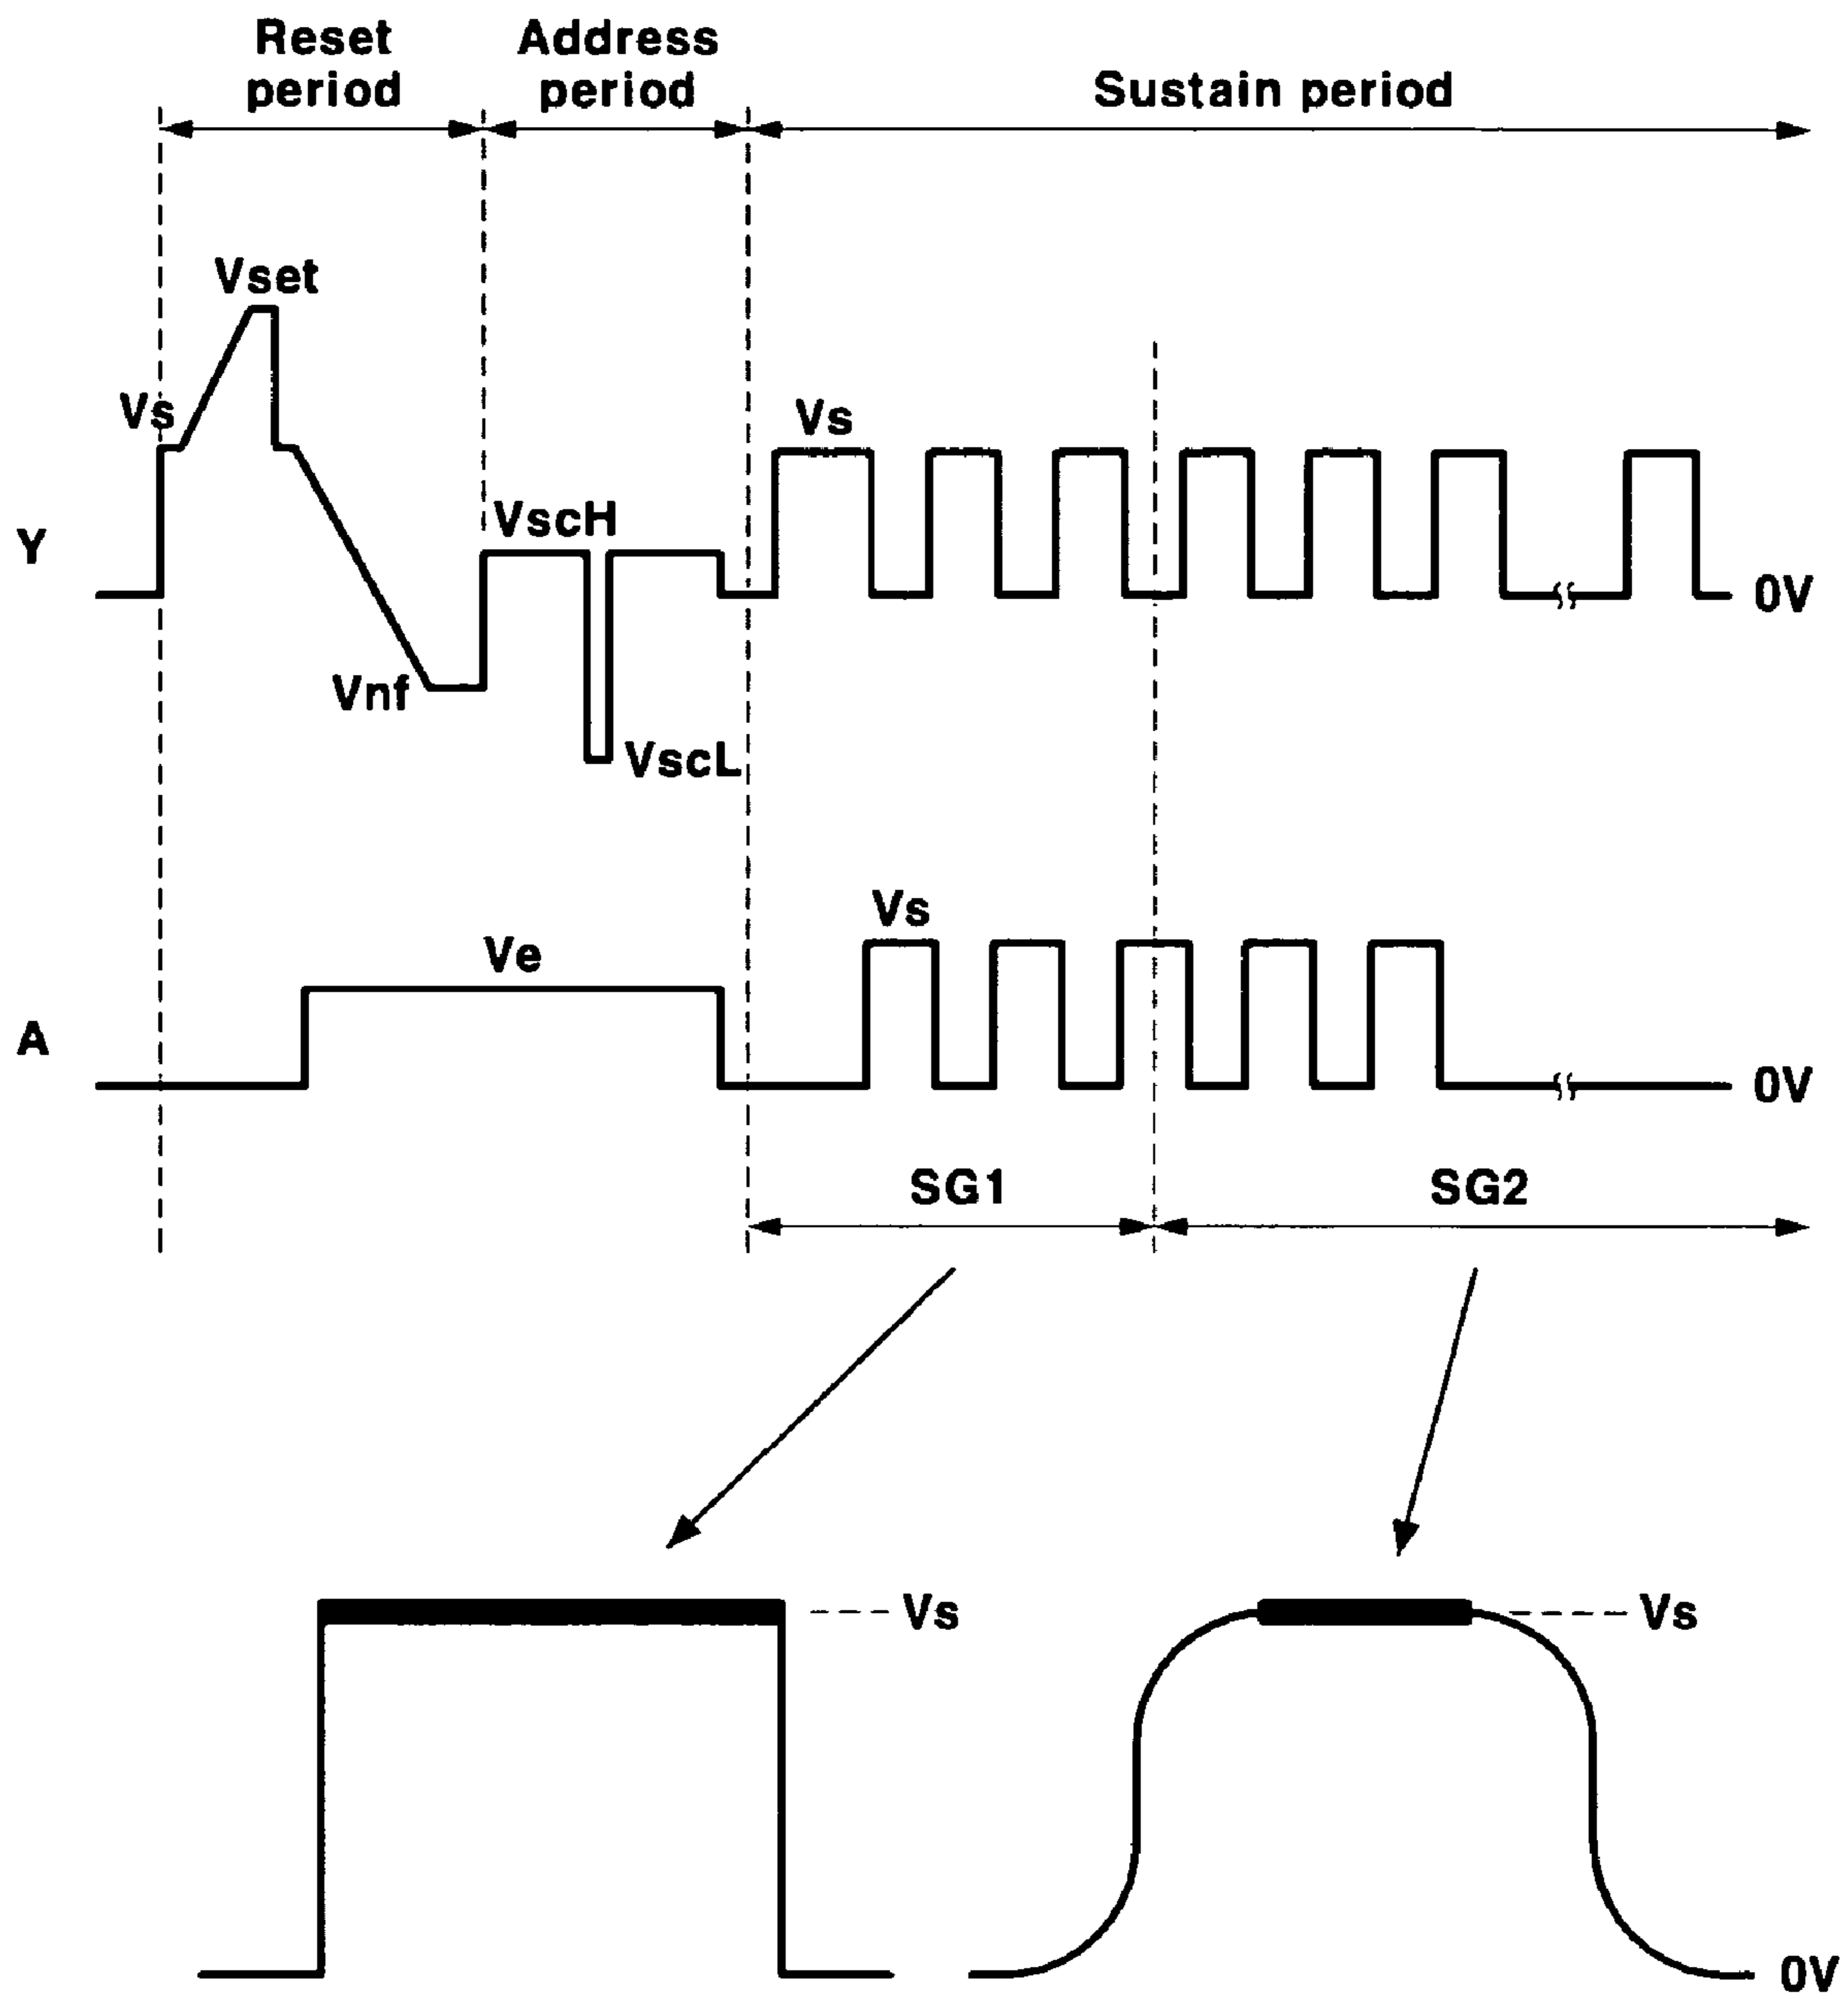 Reset
period
Address
period
Sustain period
Vset
Vs
Vs
VscH
Y
0V
Vnf
VscL
Vs
Ve
A
0V
SG1
SG2
Vs
Vs
0V